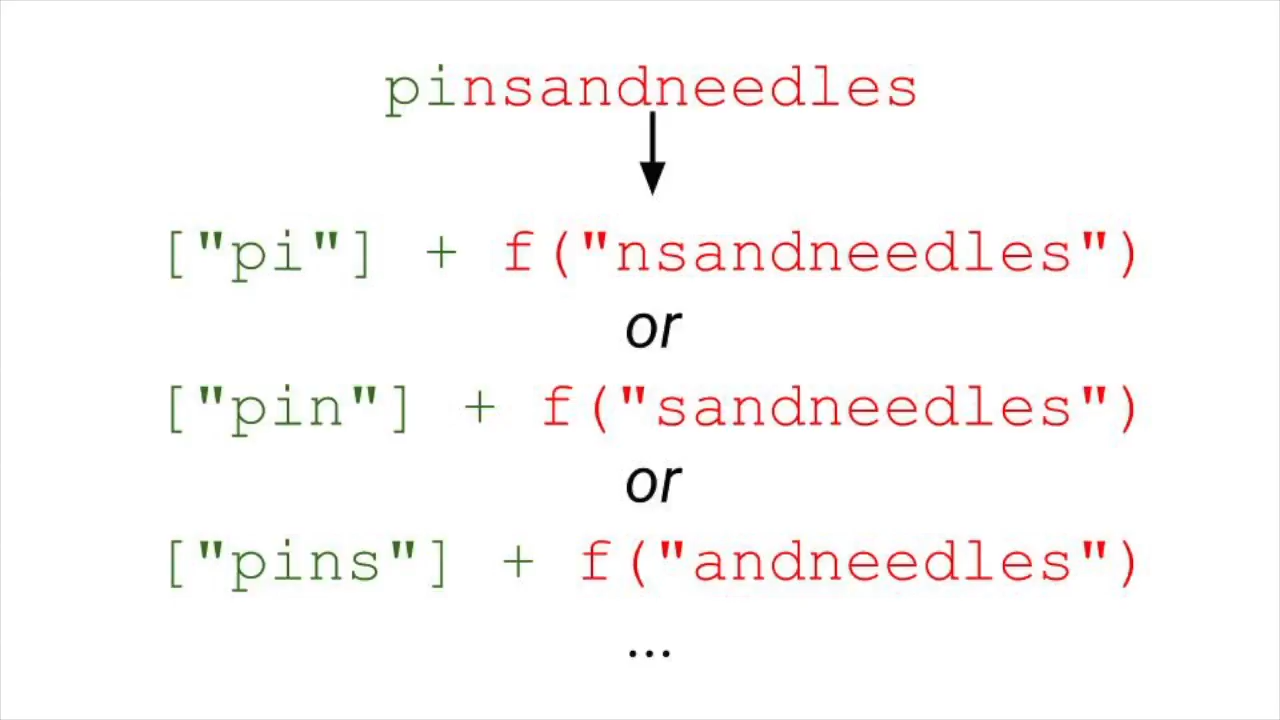 pinsandneedles
["pi"] + f("nsandneedles")
or
["pin"] + f("sandneedles")
or
["pins"] + f("andneedles")
...